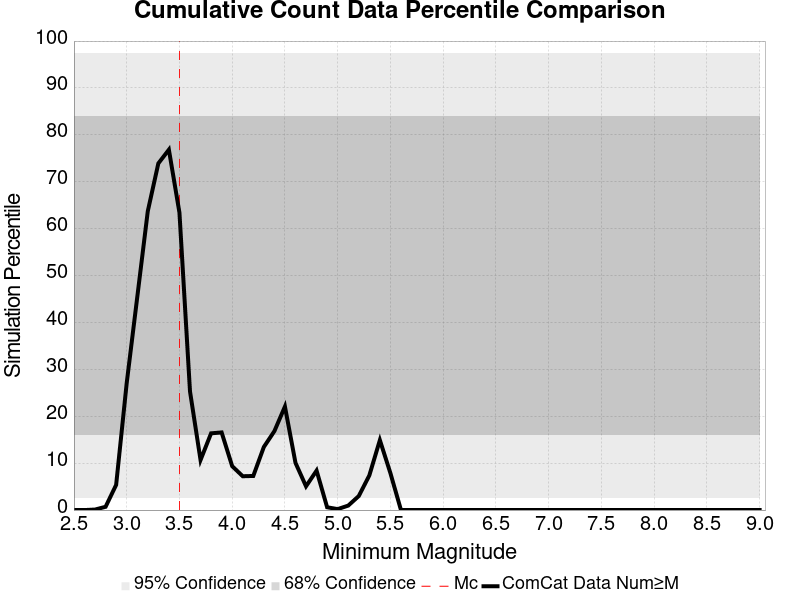 Cumulative Count Data Percentile Comparison
100
90
80
70
60
50
40
30
20
10
0
Simulation Percentile
2.5 3.0 3.5 4.0 4.5 5.0 5.5 6.0 6.5 7.0 7.5 8.0 8.5 9.0
Minimum Magnitude
95% Confidence 68% Confidence Mc ComCat Data Num≥M